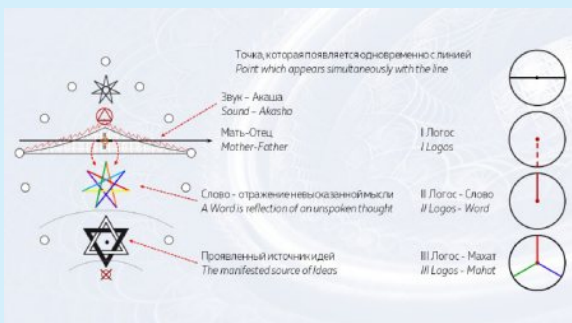 Точка, которая появляется одновременно с линией
Point which appears simultaneously with the line
Звук – Акаша
Sound – Akasha
Мать-Отец
Mother-Father
I Логос
I Logos
Слово - отражение невысказанной мысли
A Word is reflection of an unspoken thought
II Логос - Слово
II Logos - Word
Проявленный источник идей
The manifested source of Ideas
III Логос - Махат
III Logos - Mahat